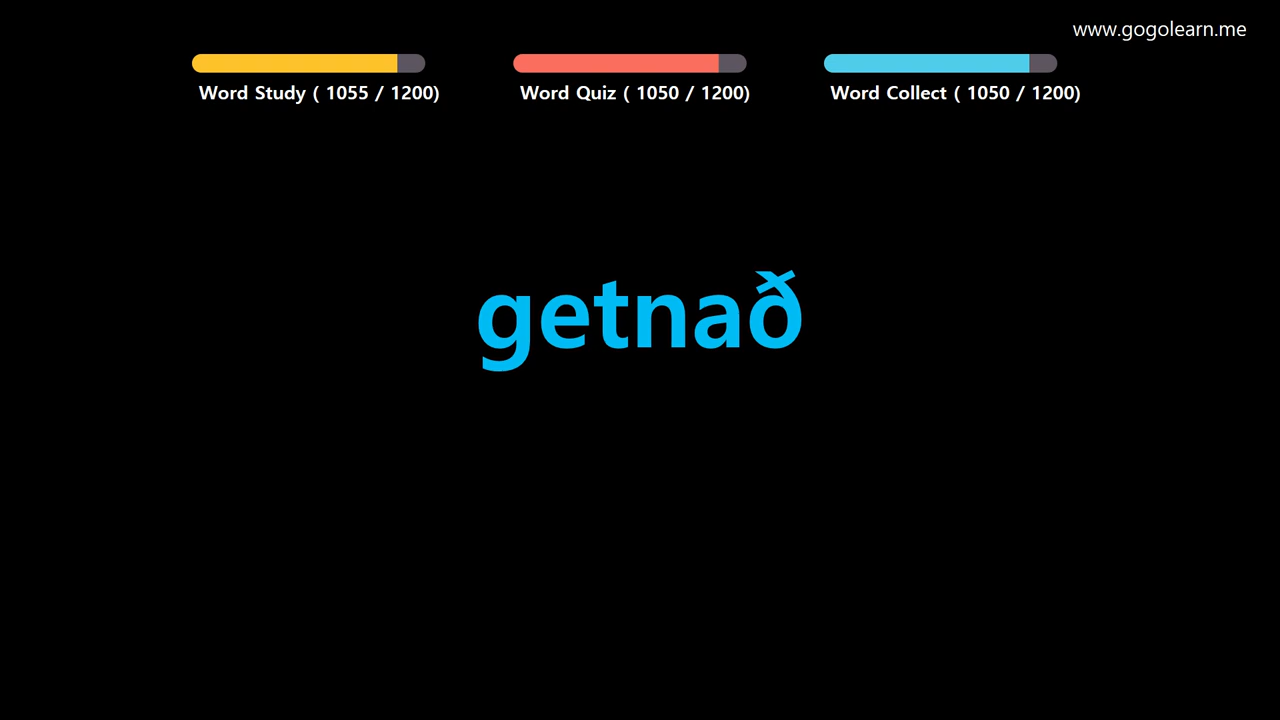 www.gogolearn.me
Word Study ( 1055 / 1200)
Word Quiz ( 1050 / 1200)
Word Collect ( 1050 / 1200)
getnað